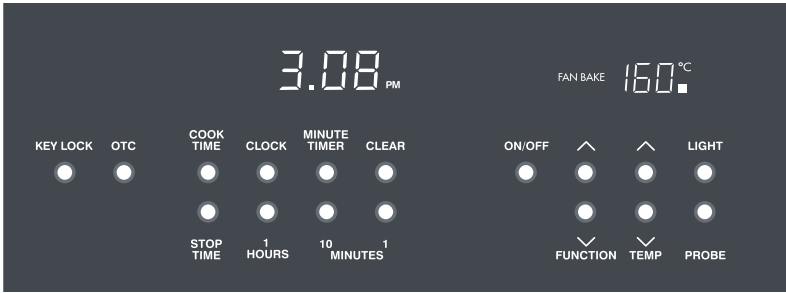 3.08 PM
FAN BAKE 160°C
KEY LOCK OTC COOK TIME CLOCK MINUTE TIMER CLEAR ON/OFF LIGHT
STOP TIME 1 HOURS 10 MINUTES 1 FUNCTION TEMP PROBE